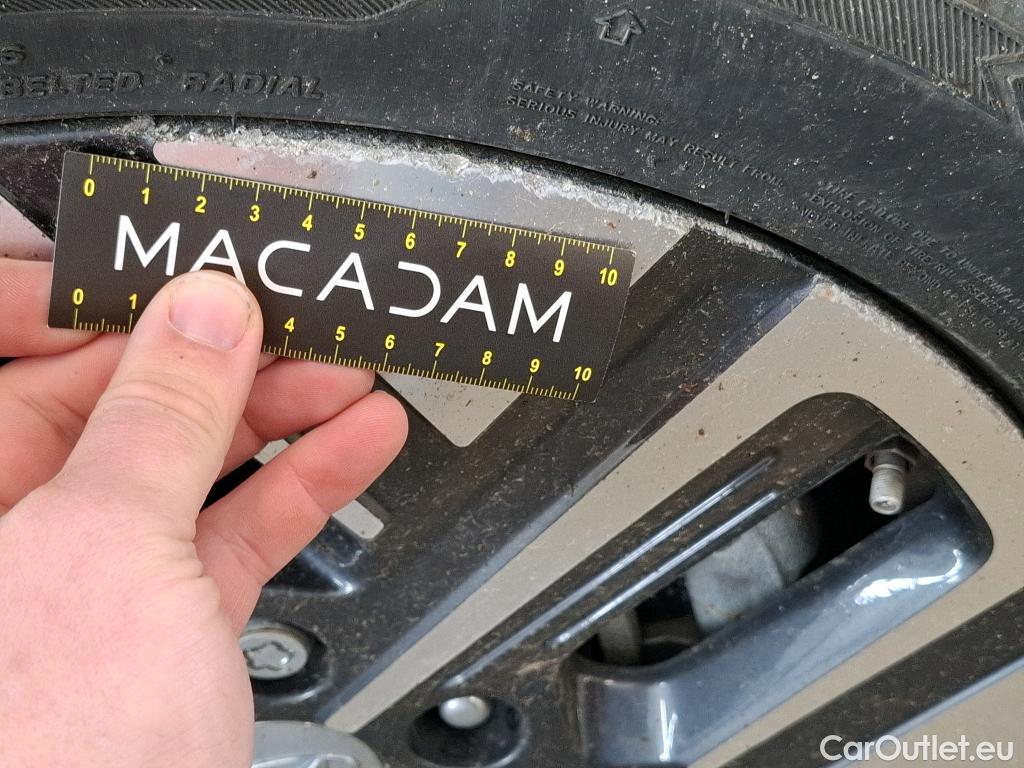 BELTED RADIAL
SAFETY WARNING:
SERIOUS INJURY MAY RESULT FROM:
0 1 2 3 4 5 6 7 8 9 10
MACADAM
0 1 4 5 6 7 8 9 10
CarOutlet.eu